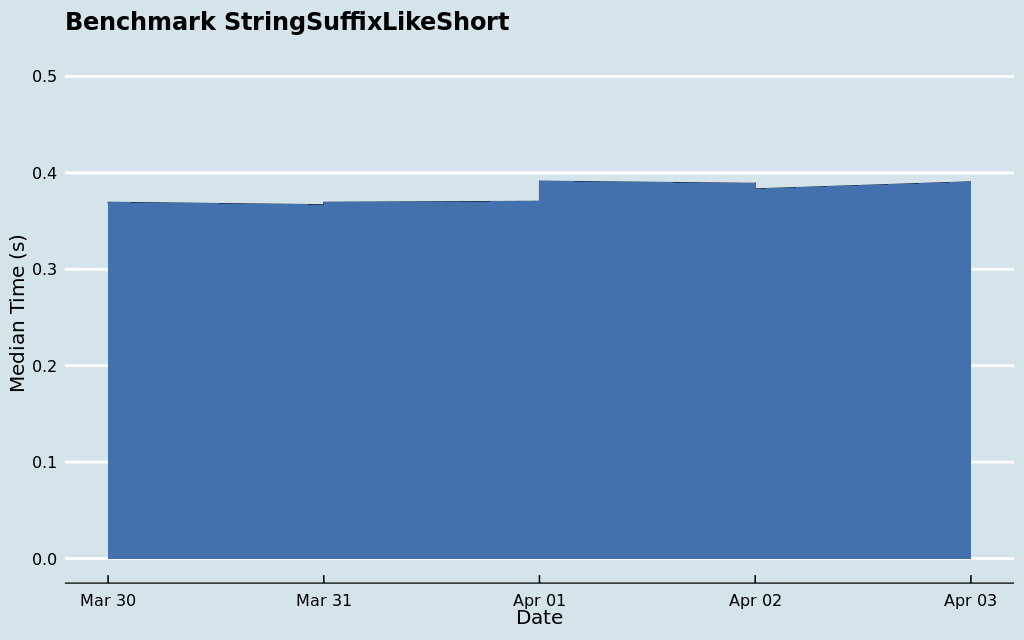 Benchmark StringSuffixLikeShort
0.5
0.4
0.3
0.2
0.1
0.0
Median Time (s)
Mar 30 Mar 31 Apr 01 Apr 02 Apr 03
Date